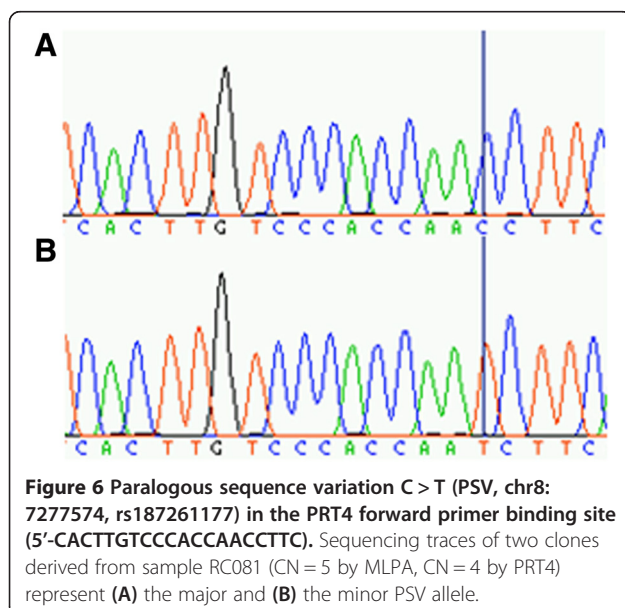 A
CACTTGTCCCACCAACCTTC
B
CACTTGTCCCACCAATCTTC
Figure 6 Paralogous sequence variation C > T (PSV, chr8:
7277574, rs187261177) in the PRT4 forward primer binding site
(5′-CACTTGTCCCACCAACCTTC). Sequencing traces of two clones
derived from sample RC081 (CN = 5 by MLPA, CN = 4 by PRT4)
represent (A) the major and (B) the minor PSV allele.